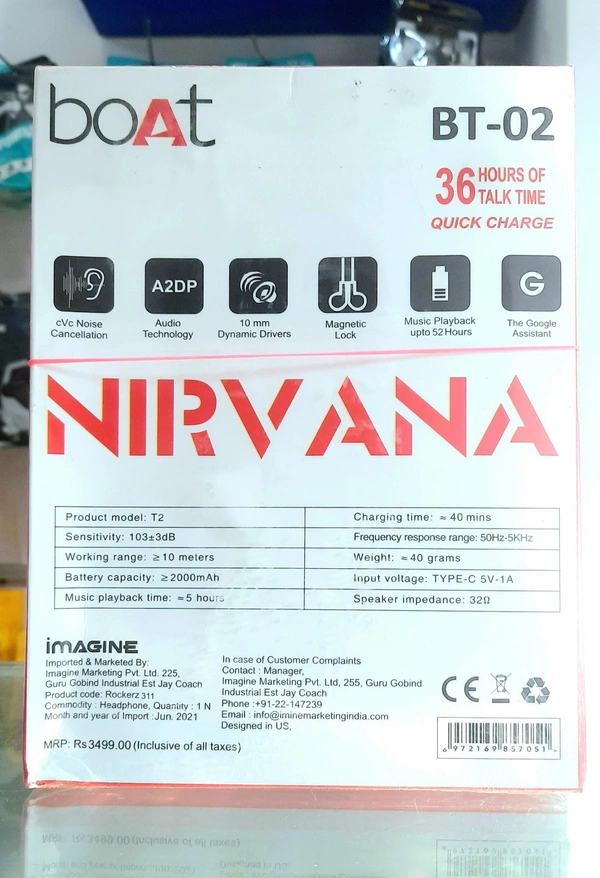 boAt
BT-02
36 HOURS OF
TALK TIME
QUICK CHARGE
A2DP
G
cVc Noise
Cancellation
Audio
Technology
10 mm
Dynamic Drivers
Magnetic
Lock
Music Playback
upto 52 Hours
The Google
Assistant
NIRVANA
Product model: T2
Charging time: ≈ 40 mins
Sensitivity: 103±3dB
Frequency response range: 50Hz-5KHz
Working range: ≥10 meters
Weight: ≈40 grams
Battery capacity: ≥2000mAh
Input voltage: TYPE-C 5V-1A
Music playback time: ≈5 hours
Speaker impedance: 32Ω
iMAGINE
Imported & Marketed By:
Imagine Marketing Pvt. Ltd. 225,
Guru Gobind Industrial Est Jay Coach
Product code: Rockerz 311
Commodity : Headphone, Quantity : 1 N
Month and year of Import :Jun. 2021
MRP: Rs3499.00 (Inclusive of all taxes)
In case of Customer Complaints
Contact : Manager,
Imagine Marketing Pvt. Ltd, 255, Guru Gobind
Industrial Est Jay Coach
Phone :+91-22-147239
Email : info@iminemarketingindia.com
Designed in US,
CE
6 972169 857051 >